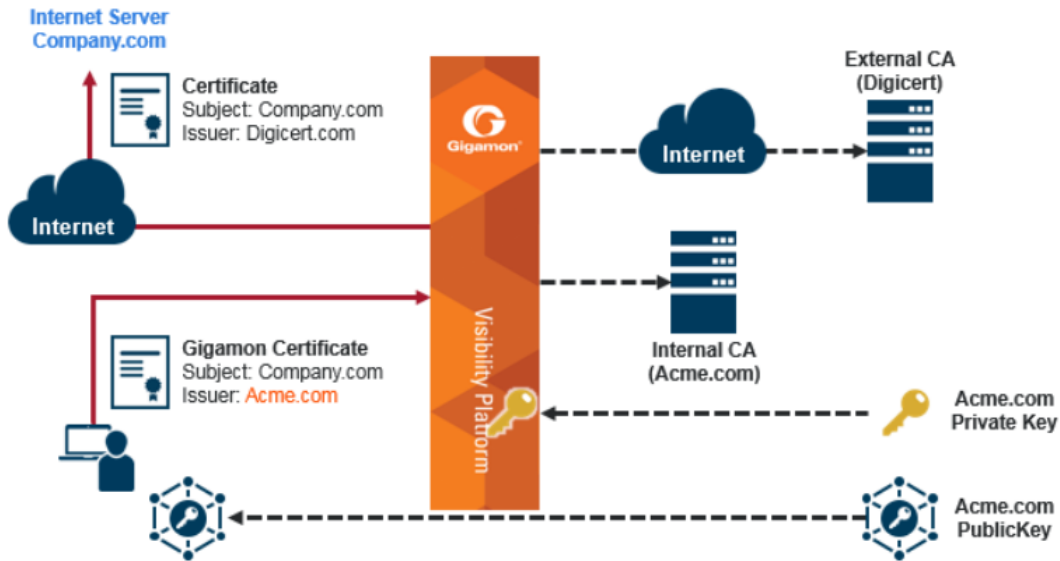 Internet Server
Company.com
Certificate
Subject: Company.com
Issuer: Digicert.com
Internet
Gigamon®
Visibility Platform
External CA
(Digicert)
Internet
Internal CA
(Acme.com)
Gigamon Certificate
Subject: Company.com
Issuer: Acme.com
Acme.com
Private Key
Acme.com
PublicKey